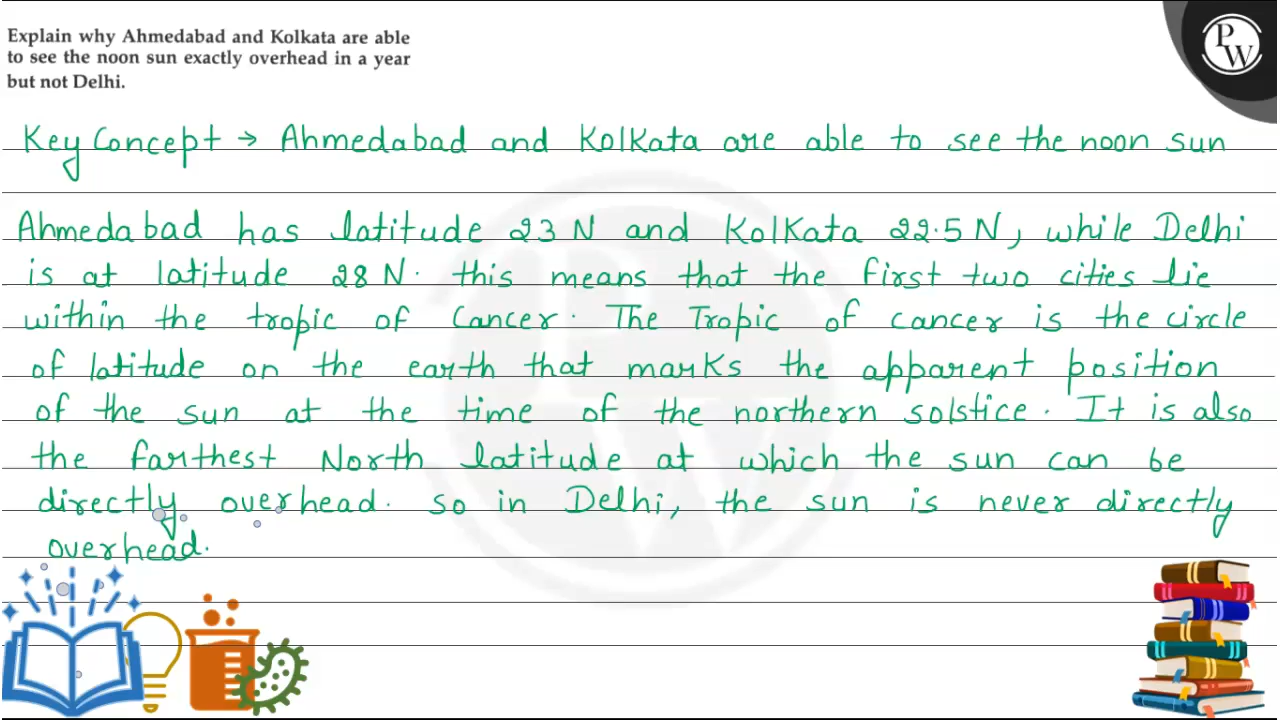 Explain why Ahmedabad and Kolkata are able
to see the noon sun exactly overhead in a year
but not Delhi.
P
W
Key Concept → Ahmedabad and Kolkata are able to see the noon sun
Ahmedabad has latitude 23 N and Kolkata 22.5 N, while Delhi
is at latitude 28 N. this means that the first two cities lie
within the tropic of Cancer. The Tropic of cancer is the circle
of latitude on the earth that marks the apparent position
of the sun at the time of the northern solstice. It is also
the farthest North latitude at which the sun can be
directly overhead. so in Delhi, the sun is never directly
overhead.